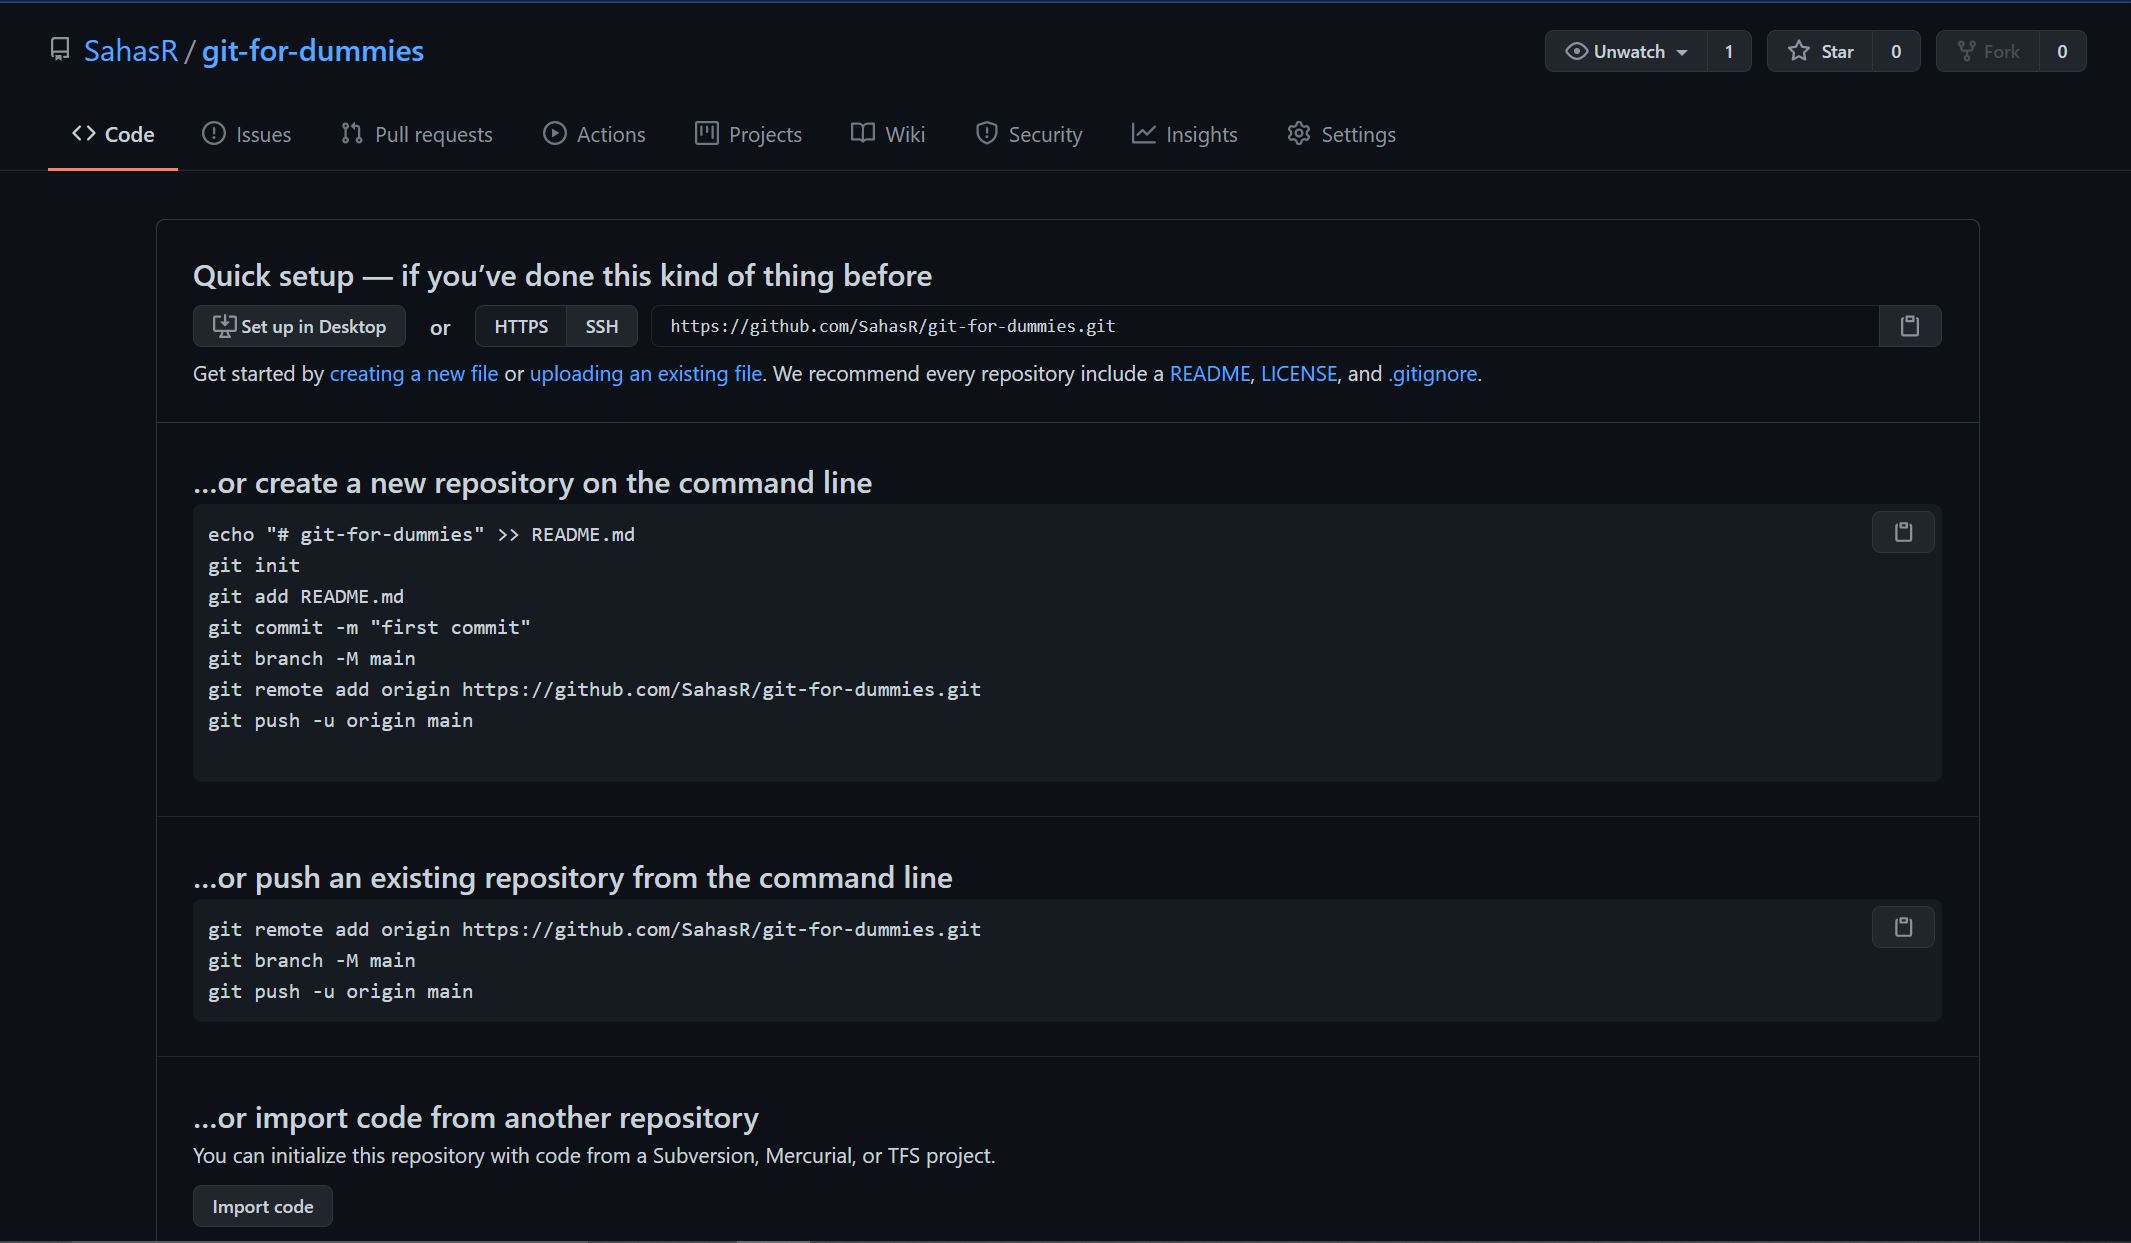 SahasR / git-for-dummies
Unwatch 1 Star 0 Fork 0
Code Issues Pull requests Actions Projects Wiki Security Insights Settings
Quick setup — if you’ve done this kind of thing before
Set up in Desktop or HTTPS SSH https://github.com/SahasR/git-for-dummies.git
Get started by creating a new file or uploading an existing file. We recommend every repository include a README, LICENSE, and .gitignore.
…or create a new repository on the command line
echo "# git-for-dummies" >> README.md
git init
git add README.md
git commit -m "first commit"
git branch -M main
git remote add origin https://github.com/SahasR/git-for-dummies.git
git push -u origin main
…or push an existing repository from the command line
git remote add origin https://github.com/SahasR/git-for-dummies.git
git branch -M main
git push -u origin main
…or import code from another repository
You can initialize this repository with code from a Subversion, Mercurial, or TFS project.
Import code